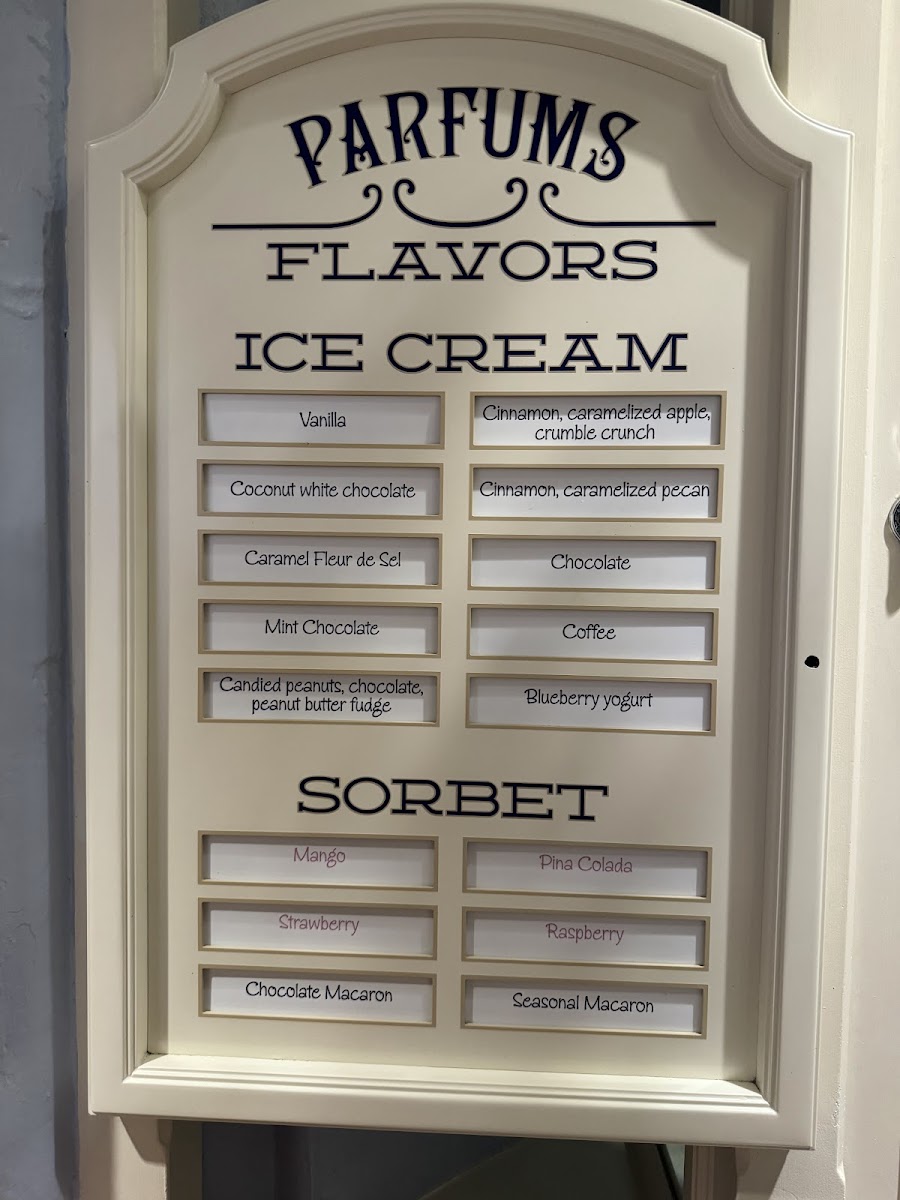 PARFUMS
FLAVORS
ICE CREAM
Vanilla
Cinnamon, caramelized apple,
crumble crunch
Coconut white chocolate
Cinnamon, caramelized pecan
Caramel Fleur de Sel
Chocolate
Mint Chocolate
Coffee
Candied peanuts, chocolate,
peanut butter fudge
Blueberry yogurt
SORBET
Mango
Pina Colada
Strawberry
Raspberry
Chocolate Macaron
Seasonal Macaron